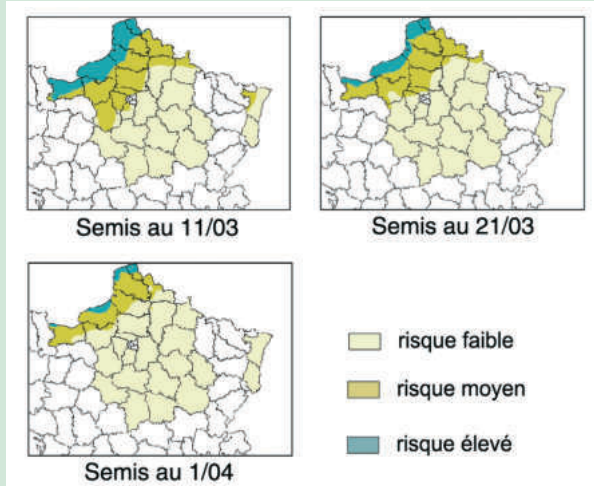 Semis au 11/03
Semis au 21/03
Semis au 1/04
risque faible
risque moyen
risque élevé